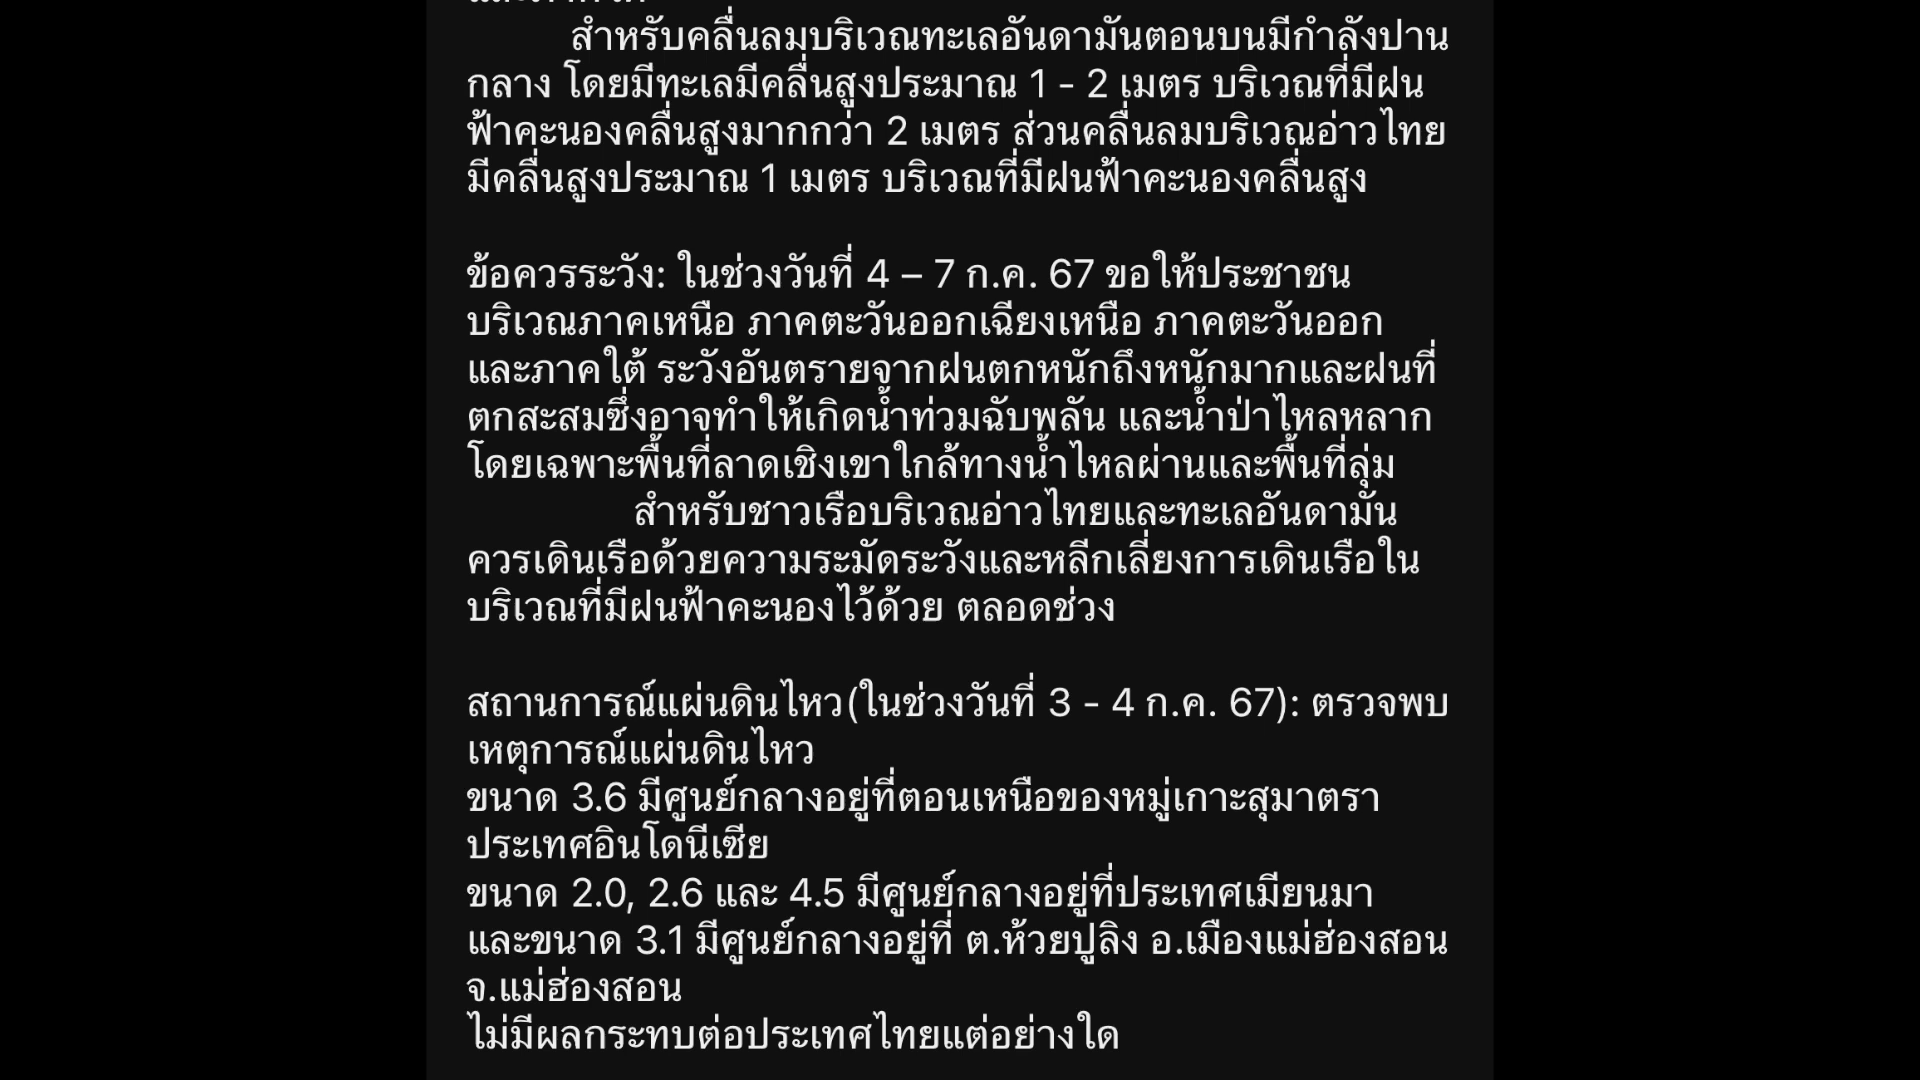 สำหรับคลื่นลมบริเวณทะเลอันดามันตอนบนมีกำลังปาน
กลาง โดยมีทะเลมีคลื่นสูงประมาณ 1 - 2 เมตร บริเวณที่มีฝน
ฟ้าคะนองคลื่นสูงมากกว่า 2 เมตร ส่วนคลื่นลมบริเวณอ่าวไทย
มีคลื่นสูงประมาณ 1 เมตร บริเวณที่มีฝนฟ้าคะนองคลื่นสูง
ข้อควรระวัง: ในช่วงวันที่ 4 – 7 ก.ค. 67 ขอให้ประชาชน
บริเวณภาคเหนือ ภาคตะวันออกเฉียงเหนือ ภาคตะวันออก
และภาคใต้ ระวังอันตรายจากฝนตกหนักถึงหนักมากและฝนที่
ตกสะสมซึ่งอาจทำให้เกิดน้ำท่วมฉับพลัน และน้ำป่าไหลหลาก
โดยเฉพาะพื้นที่ลาดเชิงเขาใกล้ทางน้ำไหลผ่านและพื้นที่ลุ่ม
สำหรับชาวเรือบริเวณอ่าวไทยและทะเลอันดามัน
ควรเดินเรือด้วยความระมัดระวังและหลีกเลี่ยงการเดินเรือใน
บริเวณที่มีฝนฟ้าคะนองไว้ด้วย ตลอดช่วง
สถานการณ์แผ่นดินไหว(ในช่วงวันที่ 3 - 4 ก.ค. 67): ตรวจพบ
เหตุการณ์แผ่นดินไหว
ขนาด 3.6 มีศูนย์กลางอยู่ที่ตอนเหนือของหมู่เกาะสุมาตรา
ประเทศอินโดนีเซีย
ขนาด 2.0, 2.6 และ 4.5 มีศูนย์กลางอยู่ที่ประเทศเมียนมา
และขนาด 3.1 มีศูนย์กลางอยู่ที่ ต.ห้วยปูลิง อ.เมืองแม่ฮ่องสอน
จ.แม่ฮ่องสอน
ไม่มีผลกระทบต่อประเทศไทยแต่อย่างใด